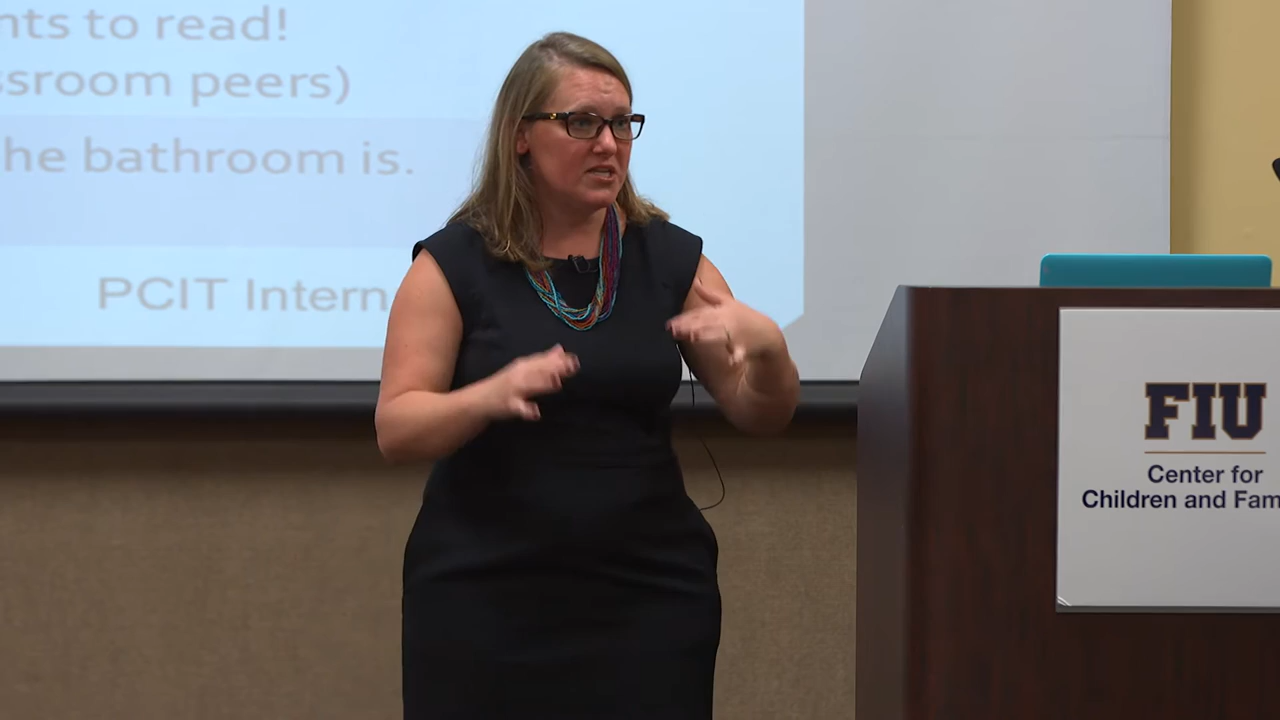 nts to read!
ssroom peers)
he bathroom is.
PCIT Intern
FIU
Center for
Children and Fam